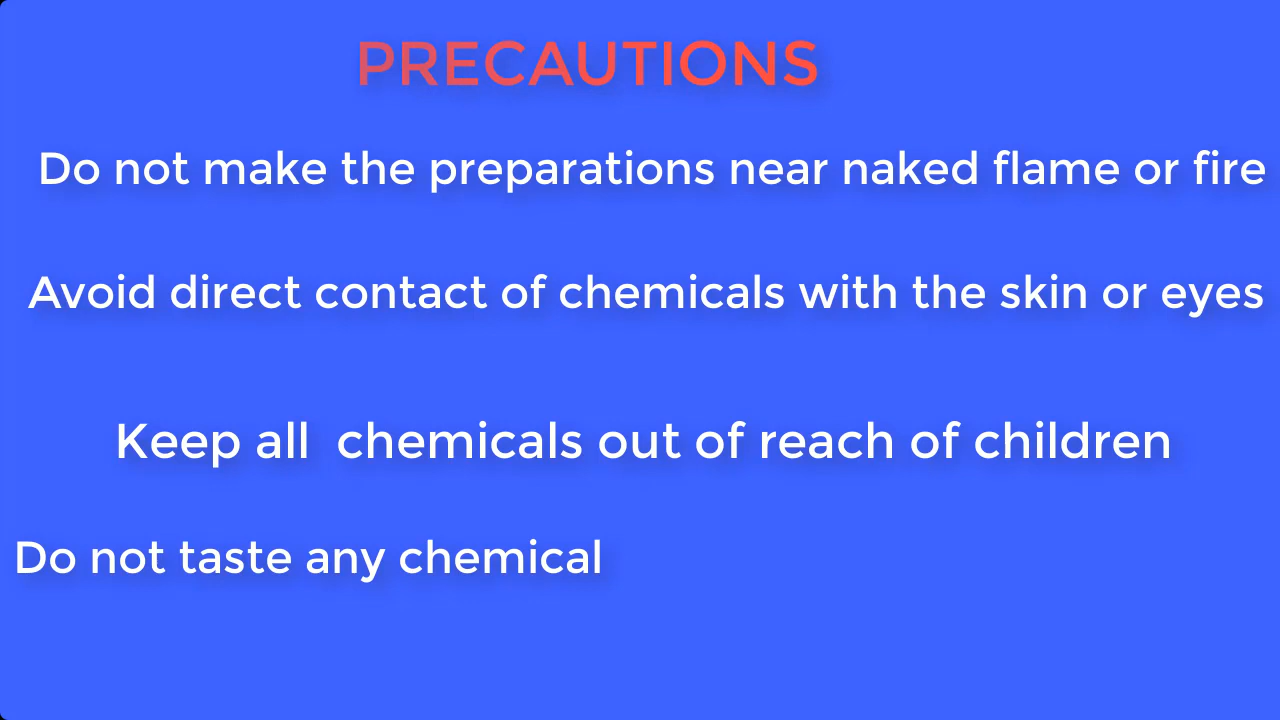 PRECAUTIONS
Do not make the preparations near naked flame or fire
Avoid direct contact of chemicals with the skin or eyes
Keep all  chemicals out of reach of children
Do not taste any chemical